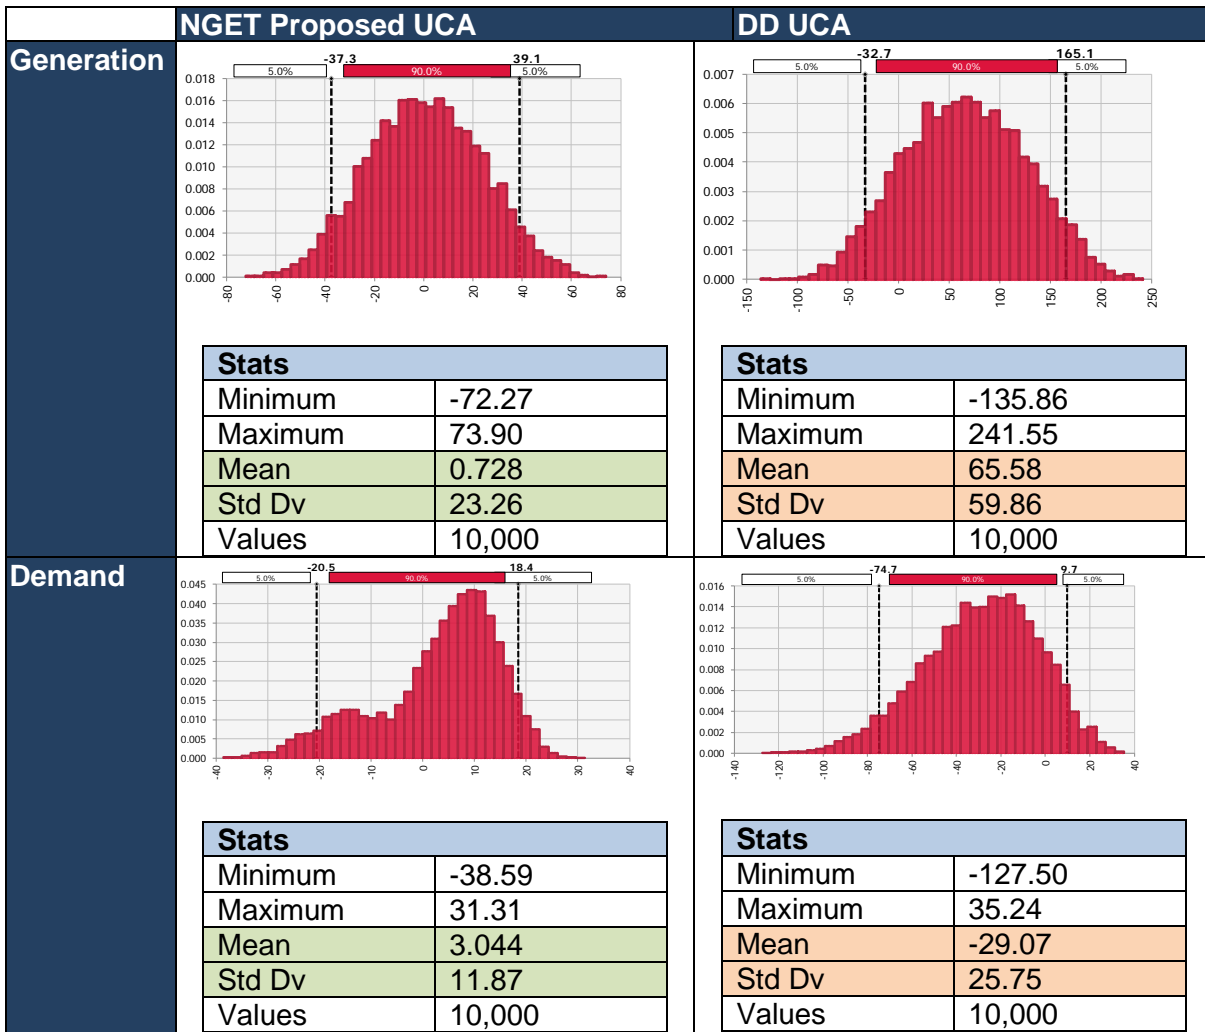 NGET Proposed UCA DD UCA
Generation
-37.3 39.1
5.0% 90.0% 5.0%
0.018
0.016
0.014
0.012
0.010
0.008
0.006
0.004
0.002
0.000
-80 -60 -40 -20 0 20 40 60 80
-32.7 165.1
5.0% 90.0% 5.0%
0.007
0.006
0.005
0.004
0.003
0.002
0.001
0.000
-150 -100 -50 0 50 100 150 200 250
Stats
Minimum -72.27
Maximum 73.90
Mean 0.728
Std Dv 23.26
Values 10,000
Stats
Minimum -135.86
Maximum 241.55
Mean 65.58
Std Dv 59.86
Values 10,000
Demand
-20.5 18.4
5.0% 90.0% 5.0%
0.045
0.040
0.035
0.030
0.025
0.020
0.015
0.010
0.005
0.000
-40 -30 -20 -10 0 10 20 30 40
-74.7 9.7
5.0% 90.0% 5.0%
0.016
0.014
0.012
0.010
0.008
0.006
0.004
0.002
0.000
-140 -120 -100 -80 -60 -40 -20 0 20 40
Stats
Minimum -38.59
Maximum 31.31
Mean 3.044
Std Dv 11.87
Values 10,000
Stats
Minimum -127.50
Maximum 35.24
Mean -29.07
Std Dv 25.75
Values 10,000